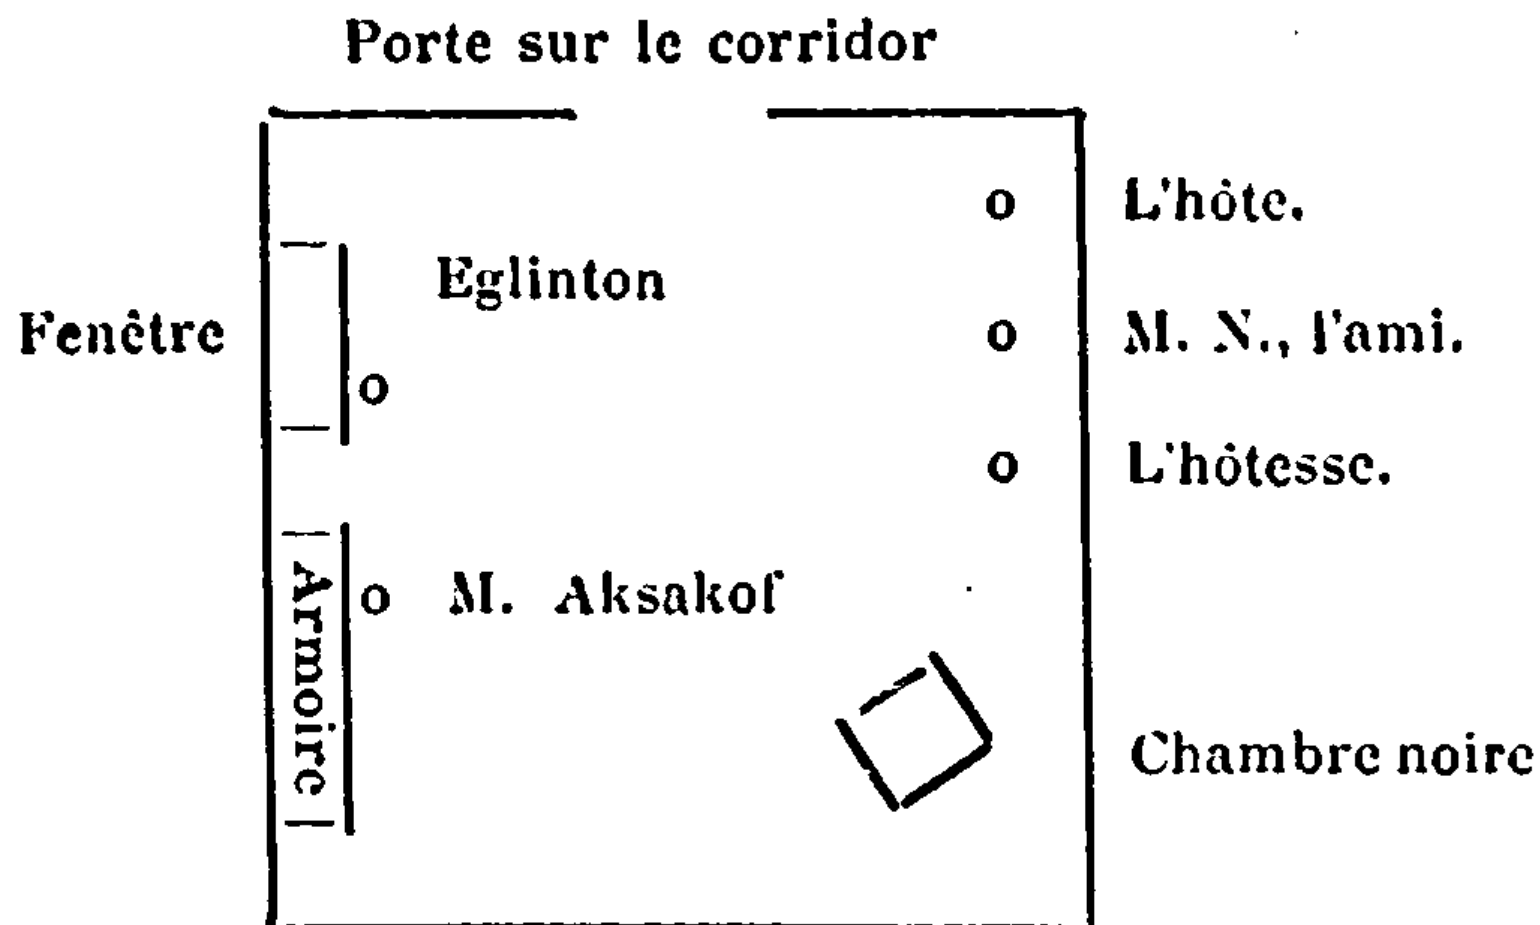 Porte sur le corridor
L'hôte.
Eglinton
Fenêtre
M. N., l'ami.
o
L'hôtesse.
Armoire
M. Aksakof
Chambre noire